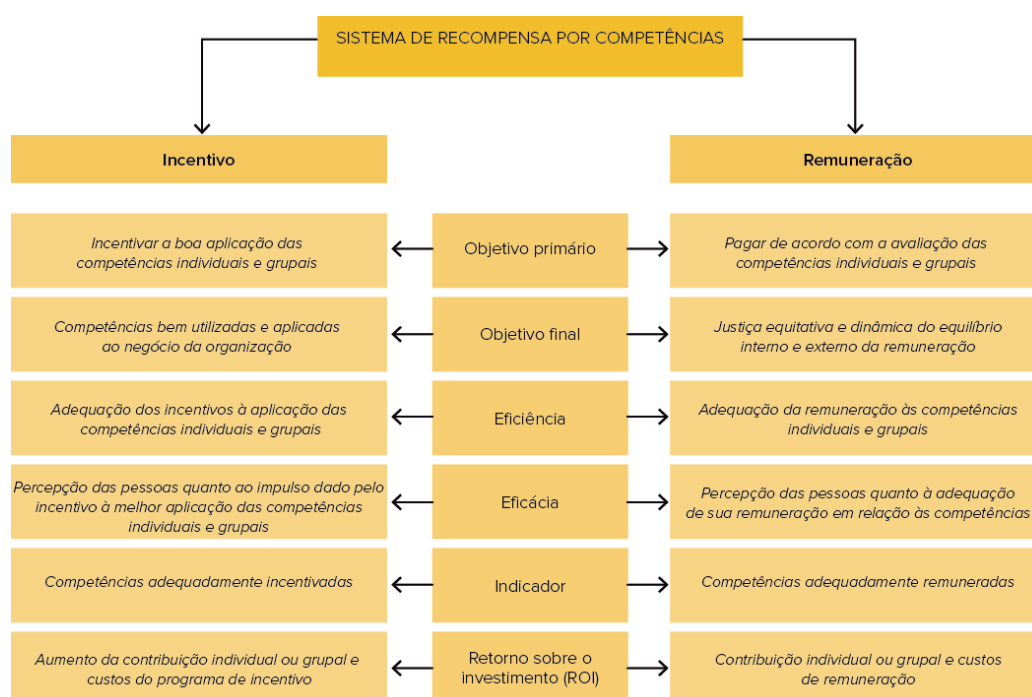 SISTEMA DE RECOMPENSA POR COMPETÊNCIAS
Incentivo
Remuneração
Incentivar a boa aplicação das
competências individuais e grupais
Objetivo primário
Pagar de acordo com a avaliação das
competências individuais e grupais
Competências bem utilizadas e aplicadas
ao negócio da organização
Objetivo final
Justiça equitativa e dinâmica do equilíbrio
interno e externo da remuneração
Adequação dos incentivos à aplicação das
competências individuais e grupais
Eficiência
Adequação da remuneração às competências
individuais e grupais
Percepção das pessoas quanto ao impulso dado pelo
incentivo à melhor aplicação das competências
individuais e grupais
Eficácia
Percepção das pessoas quanto à adequação
de sua remuneração em relação às competências
Competências adequadamente incentivadas
Indicador
Competências adequadamente remuneradas
Aumento da contribuição individual ou grupal e
custos do programa de incentivo
Retorno sobre o
investimento (ROI)
Contribuição individual ou grupal e custos
de remuneração